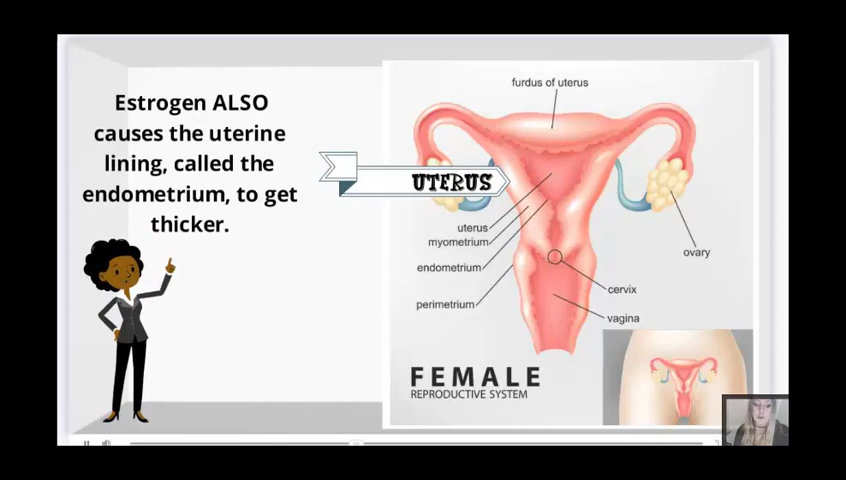 Estrogen ALSO
causes the uterine
lining, called the
endometrium, to get
thicker.
furdus of uterus
UTERUS
uterus
myometrium
endometrium
perimetrium
ovary
cervix
vagina
FEMALE
REPRODUCTIVE SYSTEM